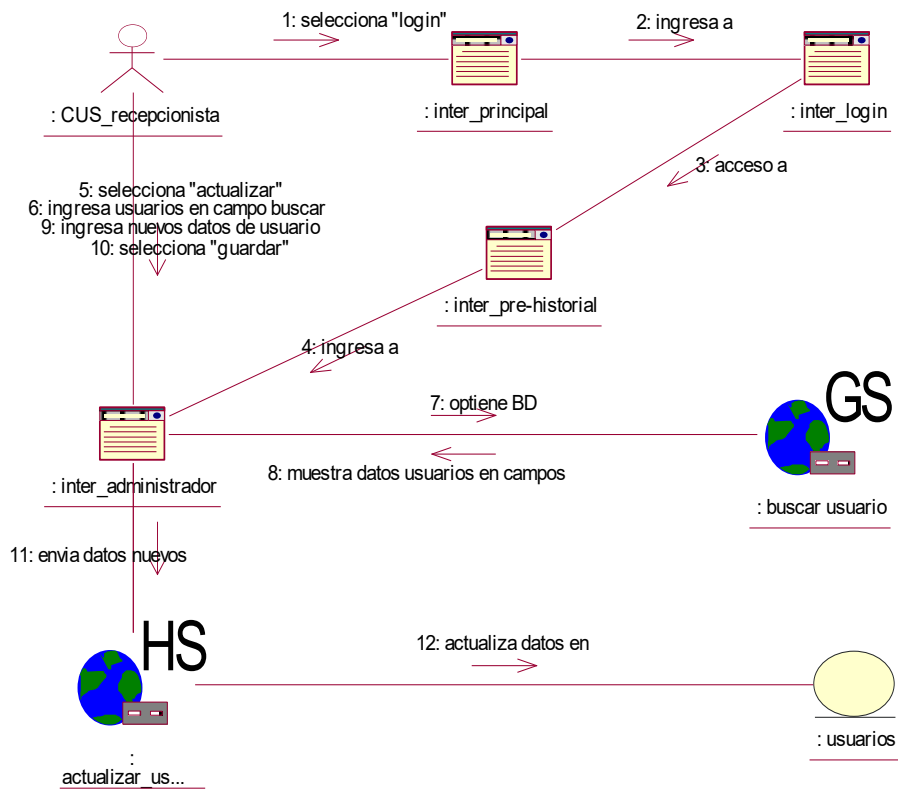 1: selecciona "login"
2: ingresa a
: CUS_recepcionista
: inter_principal
: inter_login
3: acceso a
5: selecciona "actualizar"
6: ingresa usuarios en campo buscar
9: ingresa nuevos datos de usuario
10: selecciona "guardar"
: inter_pre-historial
4: ingresa a
7: optiene BD
GS
8: muestra datos usuarios en campos
: inter_administrador
: buscar usuario
11: envia datos nuevos
HS
12: actualiza datos en
: usuarios
:
actualizar_us...